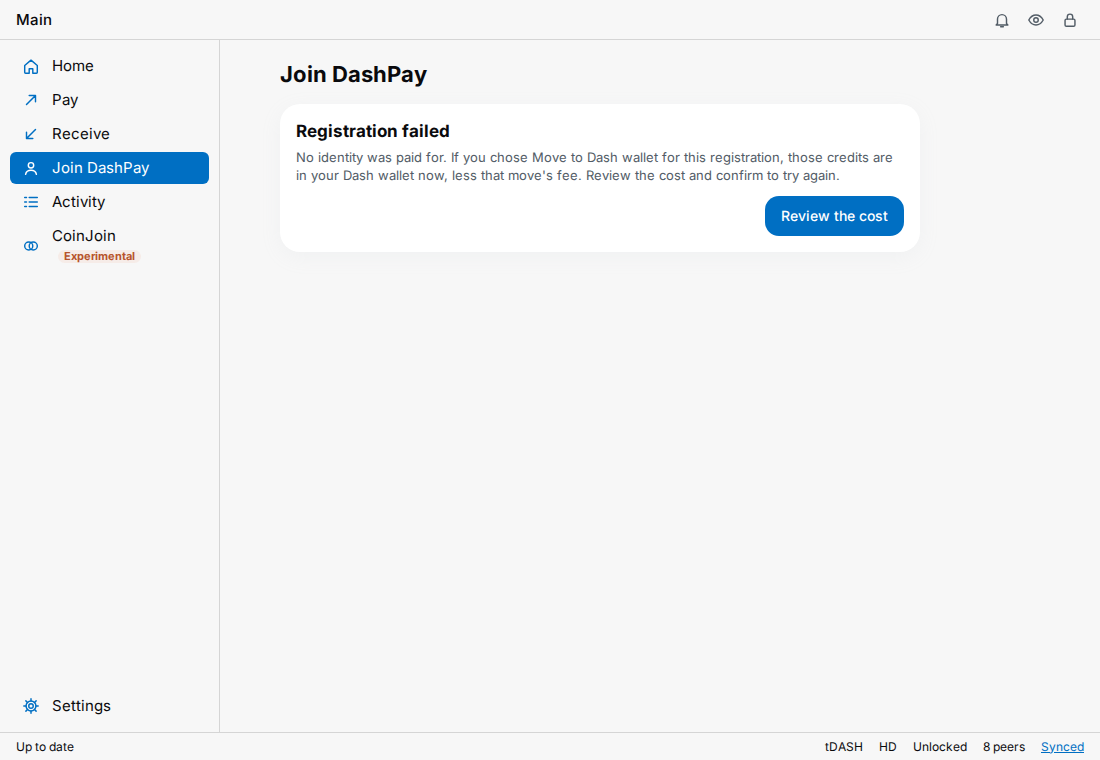 Main
Home
Pay
Receive
Join DashPay
Activity
CoinJoin
Experimental
Settings
Join DashPay
Registration failed
No identity was paid for. If you chose Move to Dash wallet for this registration, those credits are
in your Dash wallet now, less that move's fee. Review the cost and confirm to try again.
Review the cost
Up to date
tDASH HD Unlocked 8 peers Synced